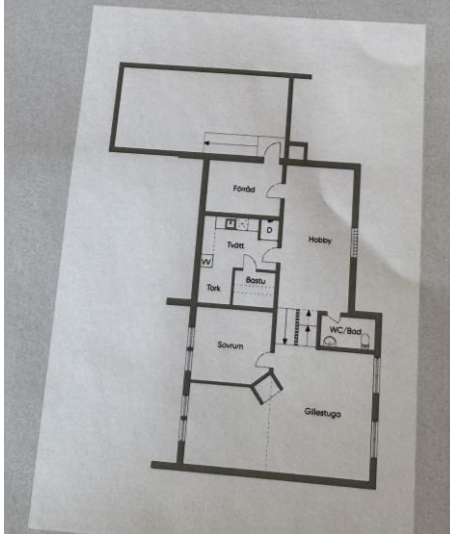 Förråd
Hobby
D
Tvätt
VV
Tork
Bastu
WC/Bad
Sovrum
Gillestuga